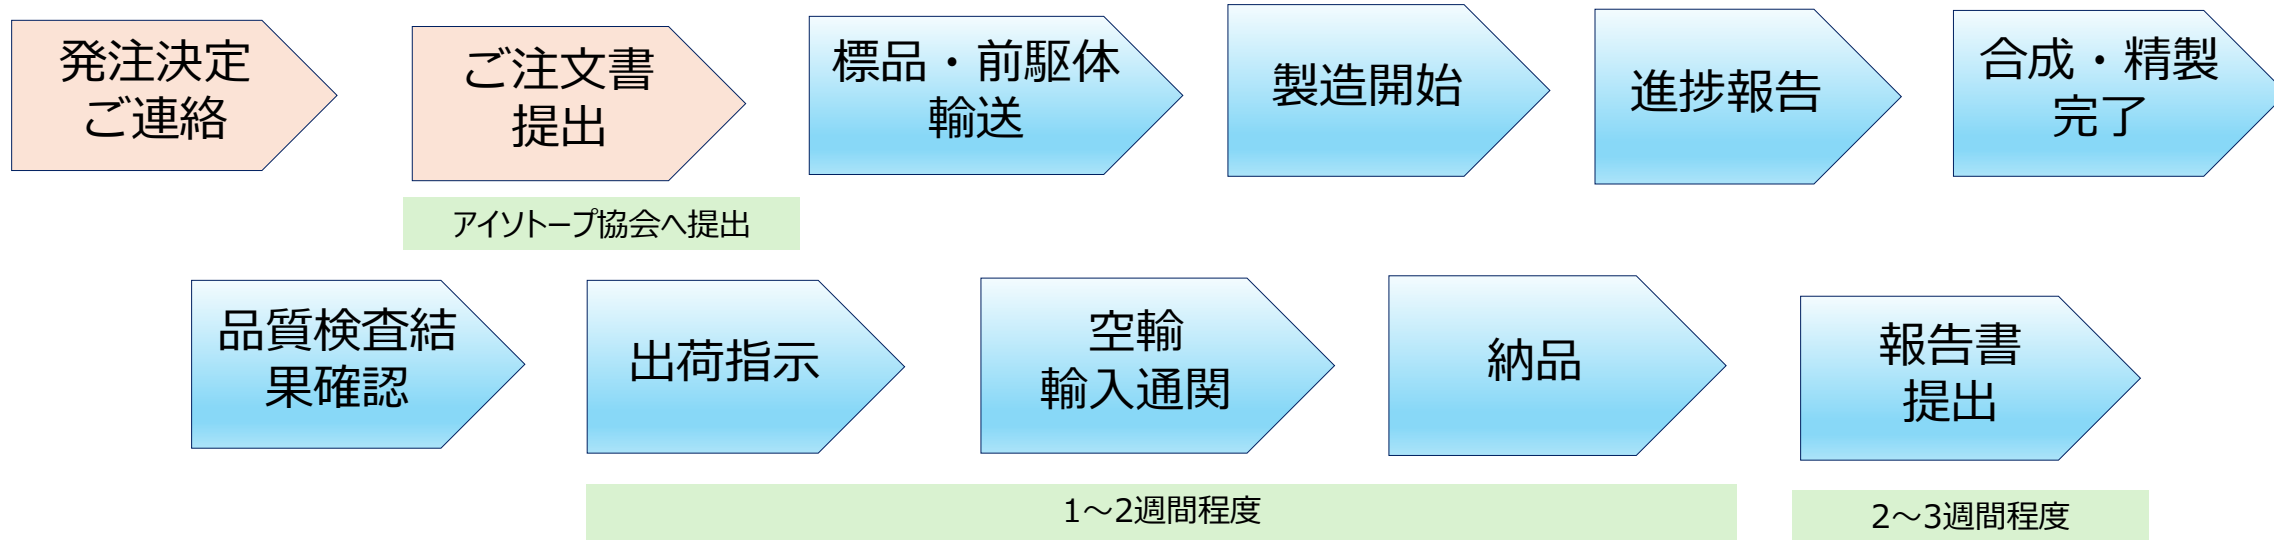 発注決定
ご連絡
ご注文書
提出
標品・前駆体
輸送
製造開始
進捗報告
合成・精製
完了
アイソトープ協会へ提出
品質検査結
果確認
出荷指示
空輸
輸入通関
納品
報告書
提出
1～2週間程度
2～3週間程度